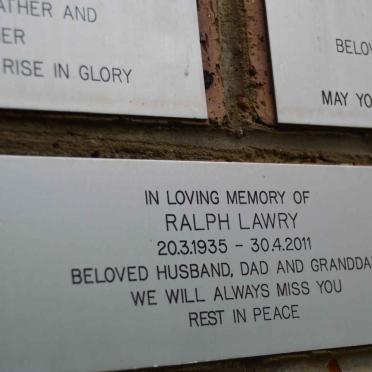 ATHER AND
ER
RISE IN GLORY
BELO
MAY YO
IN LOVING MEMORY OF
RALPH LAWRY
20.3.1935 - 30.4.2011
BELOVED HUSBAND, DAD AND GRANDDA
WE WILL ALWAYS MISS YOU
REST IN PEACE